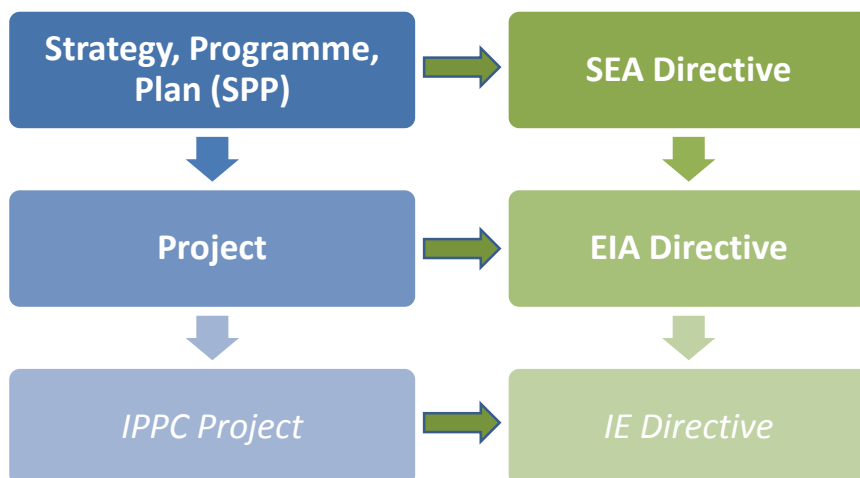 Strategy, Programme,
Plan (SPP)
SEA Directive
Project
EIA Directive
IPPC Project
IE Directive